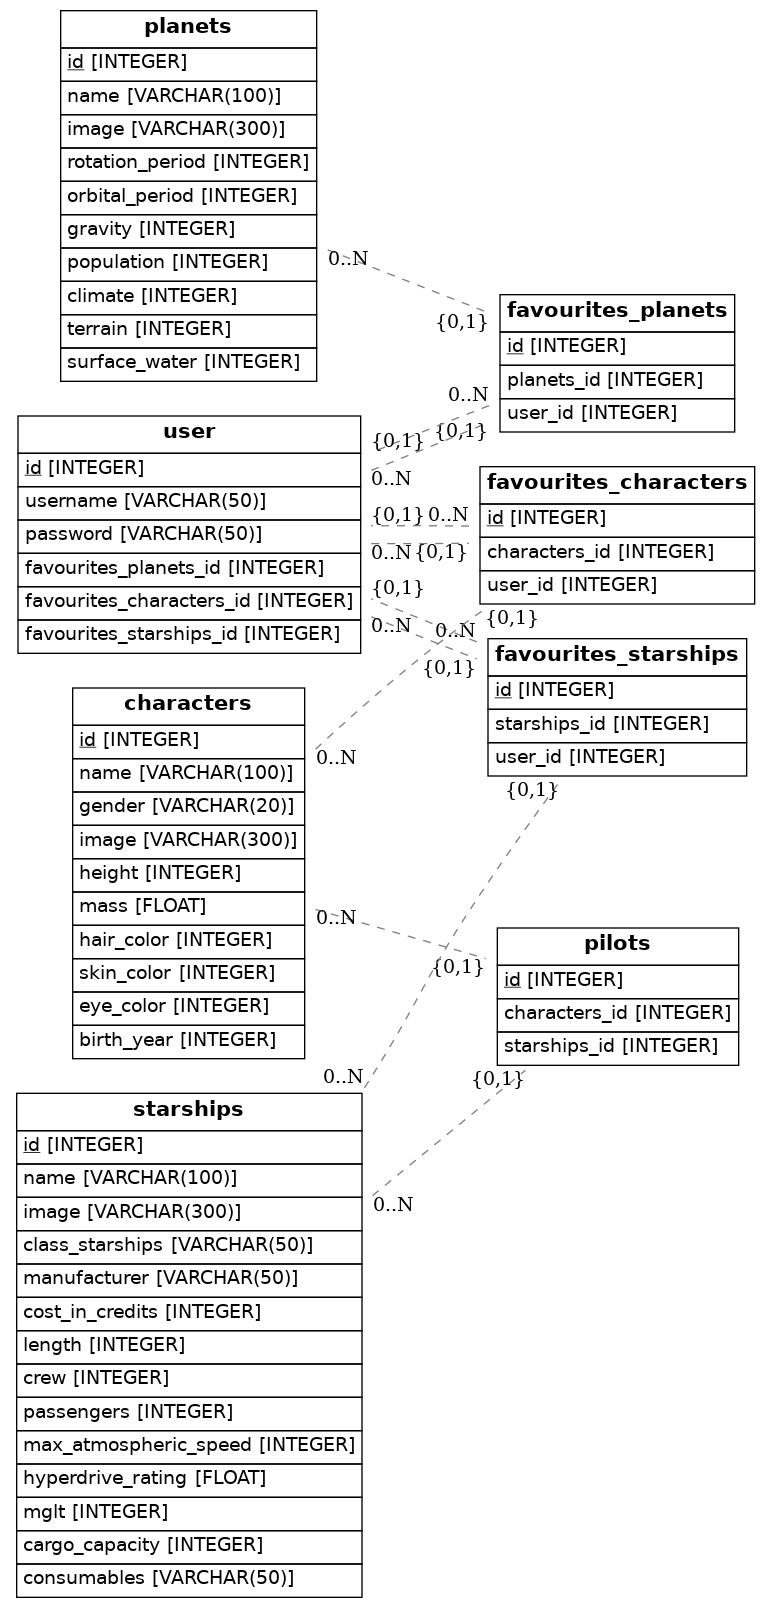 planets
id [INTEGER]
name [VARCHAR(100)]
image [VARCHAR(300)]
rotation_period [INTEGER]
orbital_period [INTEGER]
gravity [INTEGER]
population [INTEGER]
climate [INTEGER]
terrain [INTEGER]
surface_water [INTEGER]
0..N
{0,1}
favourites_planets
id [INTEGER]
planets_id [INTEGER]
user_id [INTEGER]
0..N
{0,1}
{0,1}
0..N
user
id [INTEGER]
username [VARCHAR(50)]
password [VARCHAR(50)]
favourites_planets_id [INTEGER]
favourites_characters_id [INTEGER]
favourites_starships_id [INTEGER]
{0,1} 0..N
0..N {0,1}
{0,1}
0..N
0..N
{0,1}
favourites_characters
id [INTEGER]
characters_id [INTEGER]
user_id [INTEGER]
{0,1}
favourites_starships
id [INTEGER]
starships_id [INTEGER]
user_id [INTEGER]
{0,1}
characters
id [INTEGER]
name [VARCHAR(100)]
gender [VARCHAR(20)]
image [VARCHAR(300)]
height [INTEGER]
mass [FLOAT]
hair_color [INTEGER]
skin_color [INTEGER]
eye_color [INTEGER]
birth_year [INTEGER]
0..N
0..N
{0,1}
pilots
id [INTEGER]
characters_id [INTEGER]
starships_id [INTEGER]
{0,1}
0..N
0..N
starships
id [INTEGER]
name [VARCHAR(100)]
image [VARCHAR(300)]
class_starships [VARCHAR(50)]
manufacturer [VARCHAR(50)]
cost_in_credits [INTEGER]
length [INTEGER]
crew [INTEGER]
passengers [INTEGER]
max_atmospheric_speed [INTEGER]
hyperdrive_rating [FLOAT]
mglt [INTEGER]
cargo_capacity [INTEGER]
consumables [VARCHAR(50)]